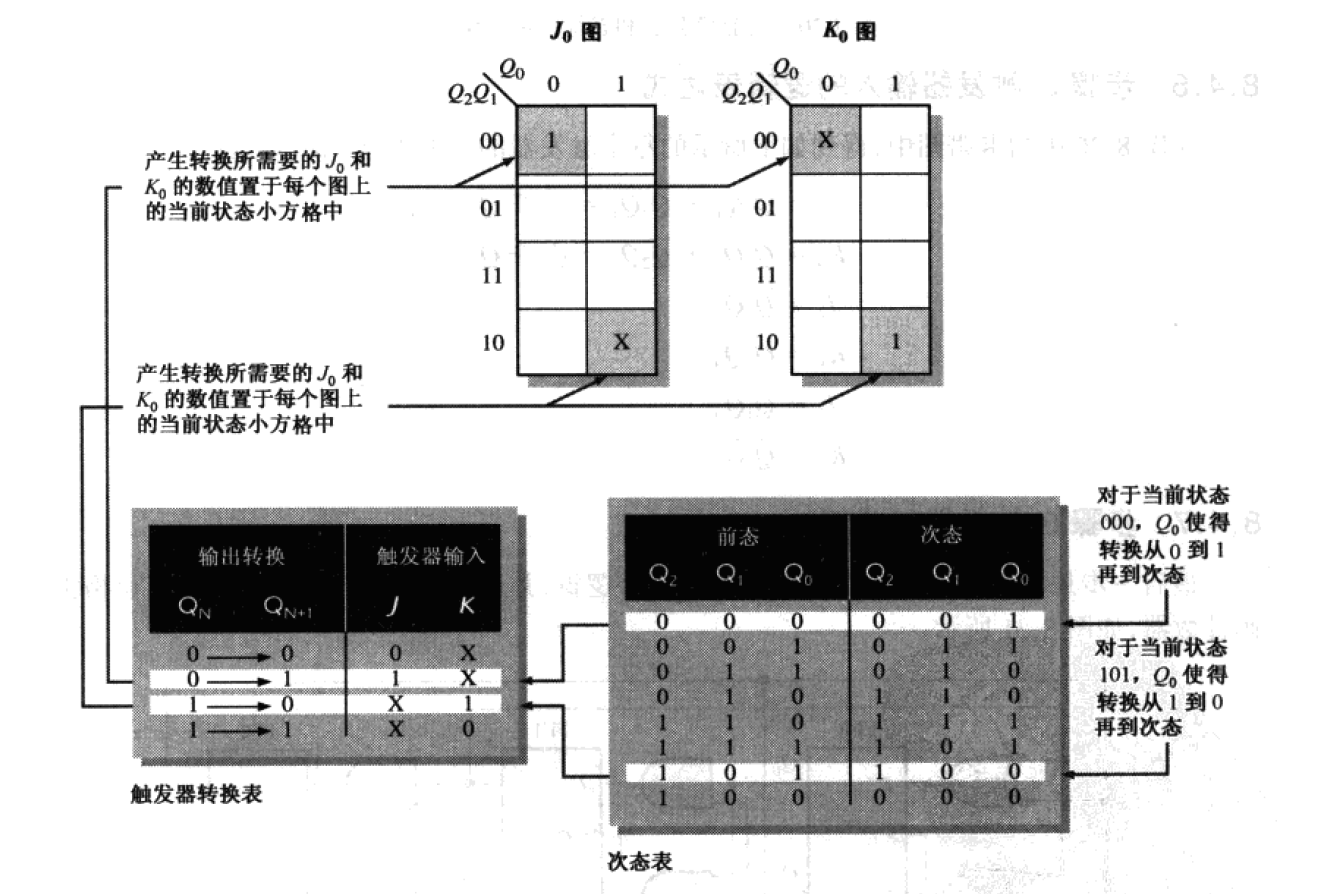 J₀ 图
K₀ 图
Q₀ 0 1
Q₂Q₁
00 1
01
11
10 X
Q₀ 0 1
Q₂Q₁
00 X
01
11
10 1
产生转换所需要的 J₀ 和
K₀ 的数值置于每个图上
的当前状态小方格中
产生转换所需要的 J₀ 和
K₀ 的数值置于每个图上
的当前状态小方格中
输出转换 触发器输入
Q_N Q_N+1 J K
0 → 0 0 X
0 → 1 1 X
1 → 0 X 1
1 → 1 X 0
触发器转换表
前态 次态
Q₂ Q₁ Q₀ Q₂ Q₁ Q₀
0 0 0 0 0 1
0 0 1 0 1 1
0 1 1 0 1 0
0 1 0 1 1 0
1 1 0 1 1 1
1 1 1 1 0 1
1 0 1 1 0 0
1 0 0 0 0 0
次态表
对于当前状态
000，Q₀ 使得
转换从 0 到 1
再到次态
对于当前状态
101，Q₀ 使得
转换从 1 到 0
再到次态